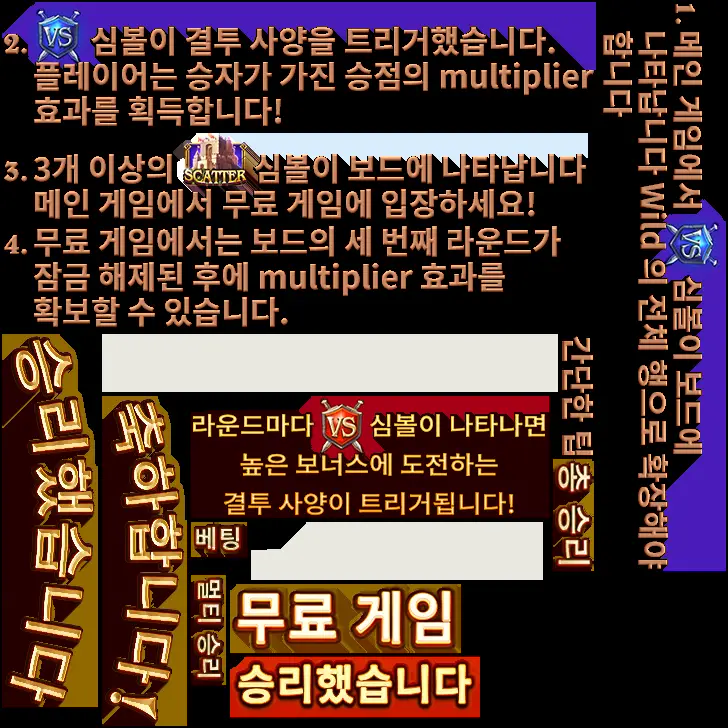 1. 메인 게임에서 VS 심볼이 보드에
나타납니다 Wild 의 전체 행으로 확장해야
합니다
2. VS 심볼이 결투 사양을 트리거했습니다.
플레이어는 승자가 가진 승점의 multiplier
효과를 획득합니다!
3. 3개 이상의 SCATTER 심볼이 보드에 나타납니다
메인 게임에서 무료 게임에 입장하세요!
4. 무료 게임에서는 보드의 세 번째 라운드가
잠금 해제된 후에 multiplier 효과를
확보할 수 있습니다.
간단한 팁
승리했습니다
축하합니다!
라운드마다 VS 심볼이 나타나면
높은 보너스에 도전하는
결투 사양이 트리거됩니다!
총 승리
베팅
멀티 승리
무료 게임
승리했습니다